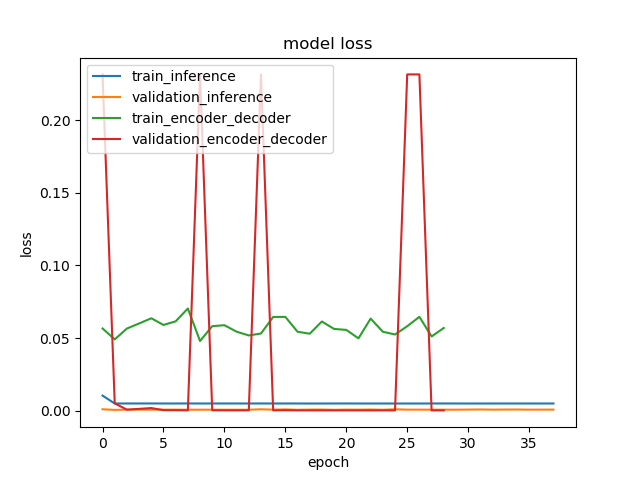 model loss
train_inference
validation_inference
train_encoder_decoder
validation_encoder_decoder
loss
0.20
0.15
0.10
0.05
0.00
0 5 10 15 20 25 30 35
epoch